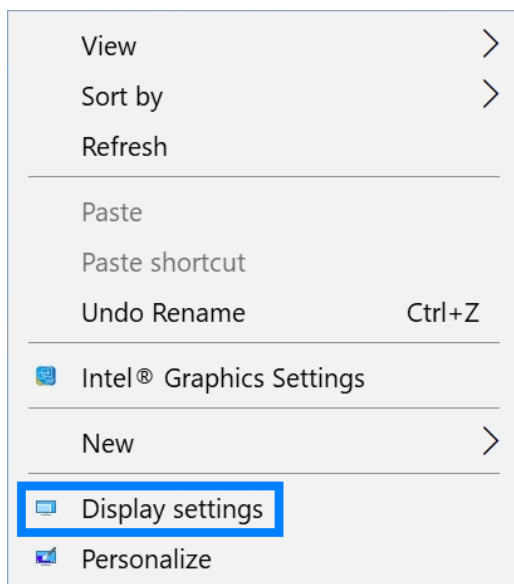 View
Sort by
Refresh
Paste
Paste shortcut
Undo Rename Ctrl+Z
Intel® Graphics Settings
New
Display settings
Personalize